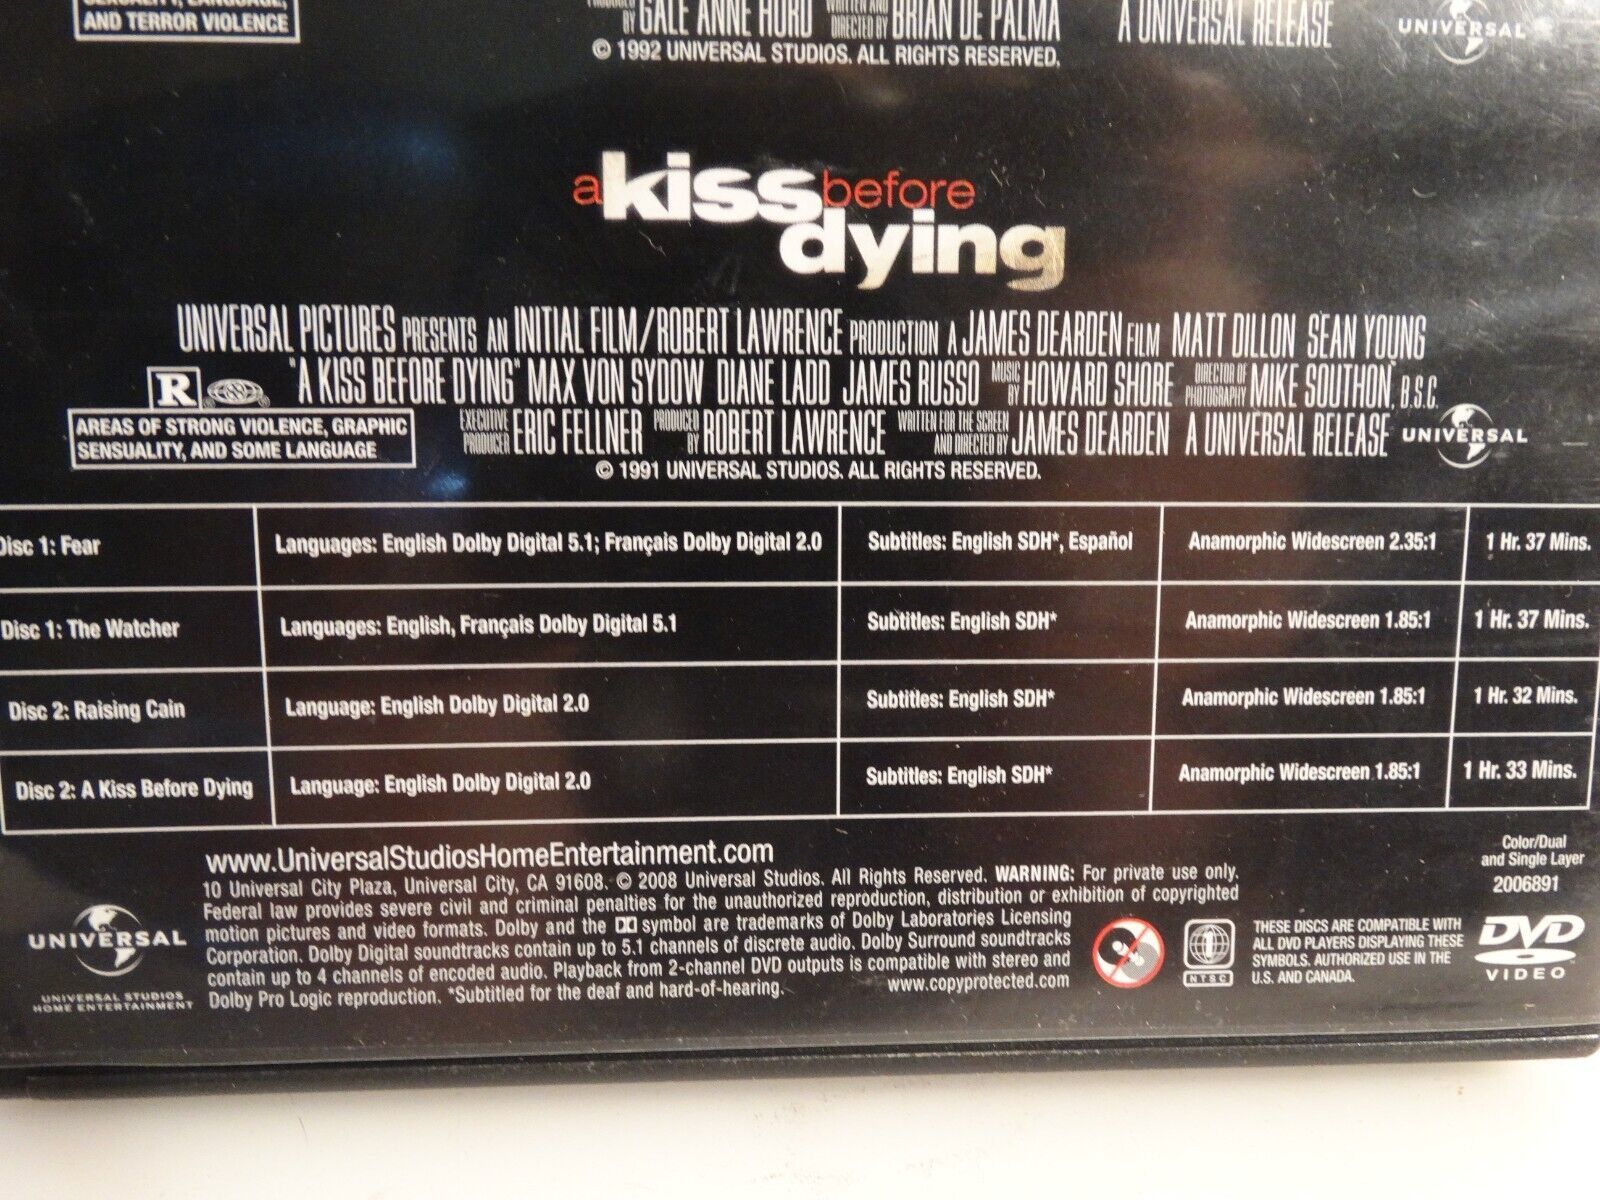 SEXUALITY, LANGUAGE,
AND TERROR VIOLENCE
PRODUCED BY GALE ANNE HURD WRITTEN AND DIRECTED BY BRIAN DE PALMA A UNIVERSAL RELEASE
UNIVERSAL
© 1992 UNIVERSAL STUDIOS. ALL RIGHTS RESERVED.
a kiss before
dying
UNIVERSAL PICTURES PRESENTS AN INITIAL FILM/ROBERT LAWRENCE PRODUCTION A JAMES DEARDEN FILM MATT DILLON SEAN YOUNG
"A KISS BEFORE DYING" MAX VON SYDOW DIANE LADD JAMES RUSSO MUSIC BY HOWARD SHORE DIRECTOR OF PHOTOGRAPHY MIKE SOUTHON, B.S.C.
EXECUTIVE PRODUCER ERIC FELLNER PRODUCED BY ROBERT LAWRENCE WRITTEN FOR THE SCREEN AND DIRECTED BY JAMES DEARDEN A UNIVERSAL RELEASE
UNIVERSAL
R
AREAS OF STRONG VIOLENCE, GRAPHIC
SENSUALITY, AND SOME LANGUAGE
© 1991 UNIVERSAL STUDIOS. ALL RIGHTS RESERVED.
Disc 1: Fear Languages: English Dolby Digital 5.1; Français Dolby Digital 2.0 Subtitles: English SDH*, Español Anamorphic Widescreen 2.35:1 1 Hr. 37 Mins.
Disc 1: The Watcher Languages: English, Français Dolby Digital 5.1 Subtitles: English SDH* Anamorphic Widescreen 1.85:1 1 Hr. 37 Mins.
Disc 2: Raising Cain Language: English Dolby Digital 2.0 Subtitles: English SDH* Anamorphic Widescreen 1.85:1 1 Hr. 32 Mins.
Disc 2: A Kiss Before Dying Language: English Dolby Digital 2.0 Subtitles: English SDH* Anamorphic Widescreen 1.85:1 1 Hr. 33 Mins.
www.UniversalStudiosHomeEntertainment.com
10 Universal City Plaza, Universal City, CA 91608. © 2008 Universal Studios. All Rights Reserved. WARNING: For private use only.
Federal law provides severe civil and criminal penalties for the unauthorized reproduction, distribution or exhibition of copyrighted
motion pictures and video formats. Dolby and the symbol are trademarks of Dolby Laboratories Licensing
Corporation. Dolby Digital soundtracks contain up to 5.1 channels of discrete audio. Dolby Surround soundtracks
contain up to 4 channels of encoded audio. Playback from 2-channel DVD outputs is compatible with stereo and
Dolby Pro Logic reproduction. *Subtitled for the deaf and hard-of-hearing.
www.copyprotected.com
UNIVERSAL
UNIVERSAL STUDIOS
HOME ENTERTAINMENT
NTSC
THESE DISCS ARE COMPATIBLE WITH
ALL DVD PLAYERS DISPLAYING THESE
SYMBOLS. AUTHORIZED USE IN THE
U.S. AND CANADA.
Color/Dual
and Single Layer
2006891
DVD
VIDEO